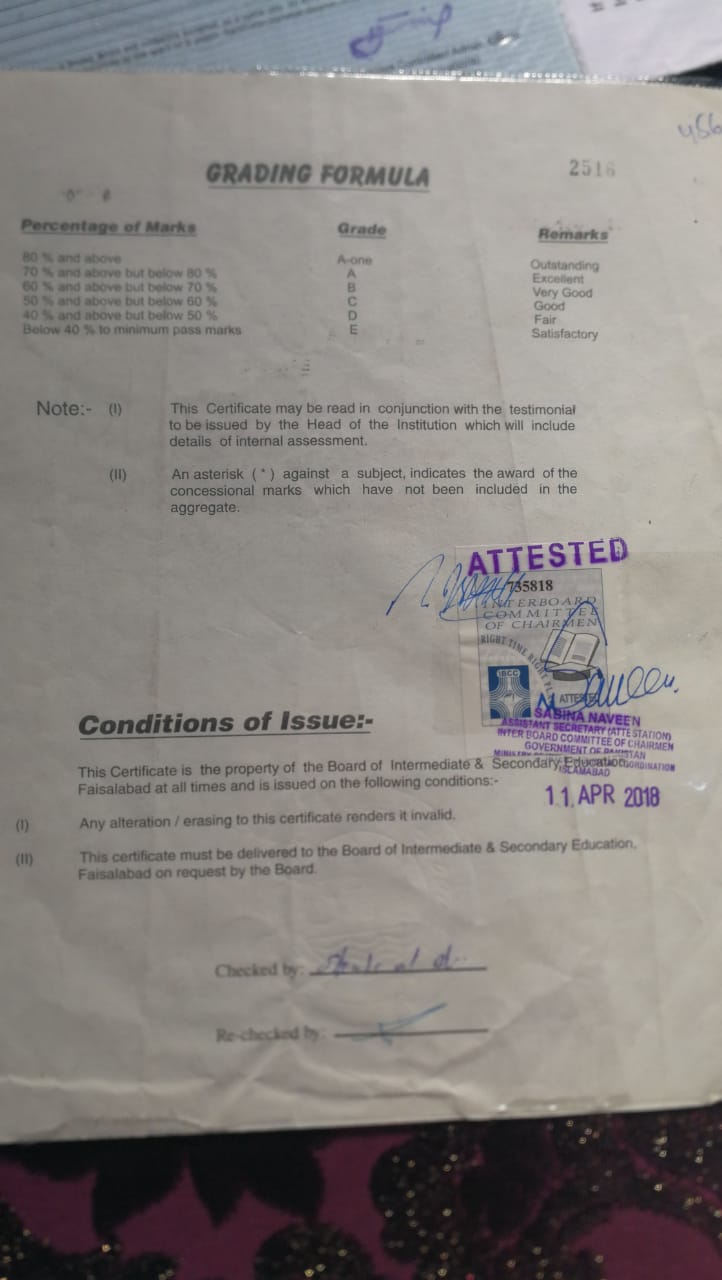 456
GRADING FORMULA
2516
Percentage of Marks Grade Remarks
80 % and above A-one Outstanding
70 % and above but below 80 % A Excellent
60 % and above but below 70 % B Very Good
50 % and above but below 60 % C Good
40 % and above but below 50 % D Fair
Below 40 % to minimum pass marks E Satisfactory
Note:- (I) This Certificate may be read in conjunction with the testimonial
to be issued by the Head of the Institution which will include
details of internal assessment.
(II) An asterisk ( * ) against a subject, indicates the award of the
concessional marks which have not been included in the
aggregate.
ATTESTED
735818
INTERBOARD
COMMITTEE
OF CHAIRMEN
RIGHT TIME RIGHT
IBCC
SABINA NAVEEN
ASSISTANT SECRETARY (ATTESTATION)
INTER BOARD COMMITTEE OF CHAIRMEN
GOVERNMENT OF PAKISTAN
ISLAMABAD
11 APR 2018
Conditions of Issue:-
This Certificate is the property of the Board of Intermediate & Secondary Education,
Faisalabad at all times and is issued on the following conditions:-
(I) Any alteration / erasing to this certificate renders it invalid.
(II) This certificate must be delivered to the Board of Intermediate & Secondary Education,
Faisalabad on request by the Board.
Checked by:
Re-checked by: